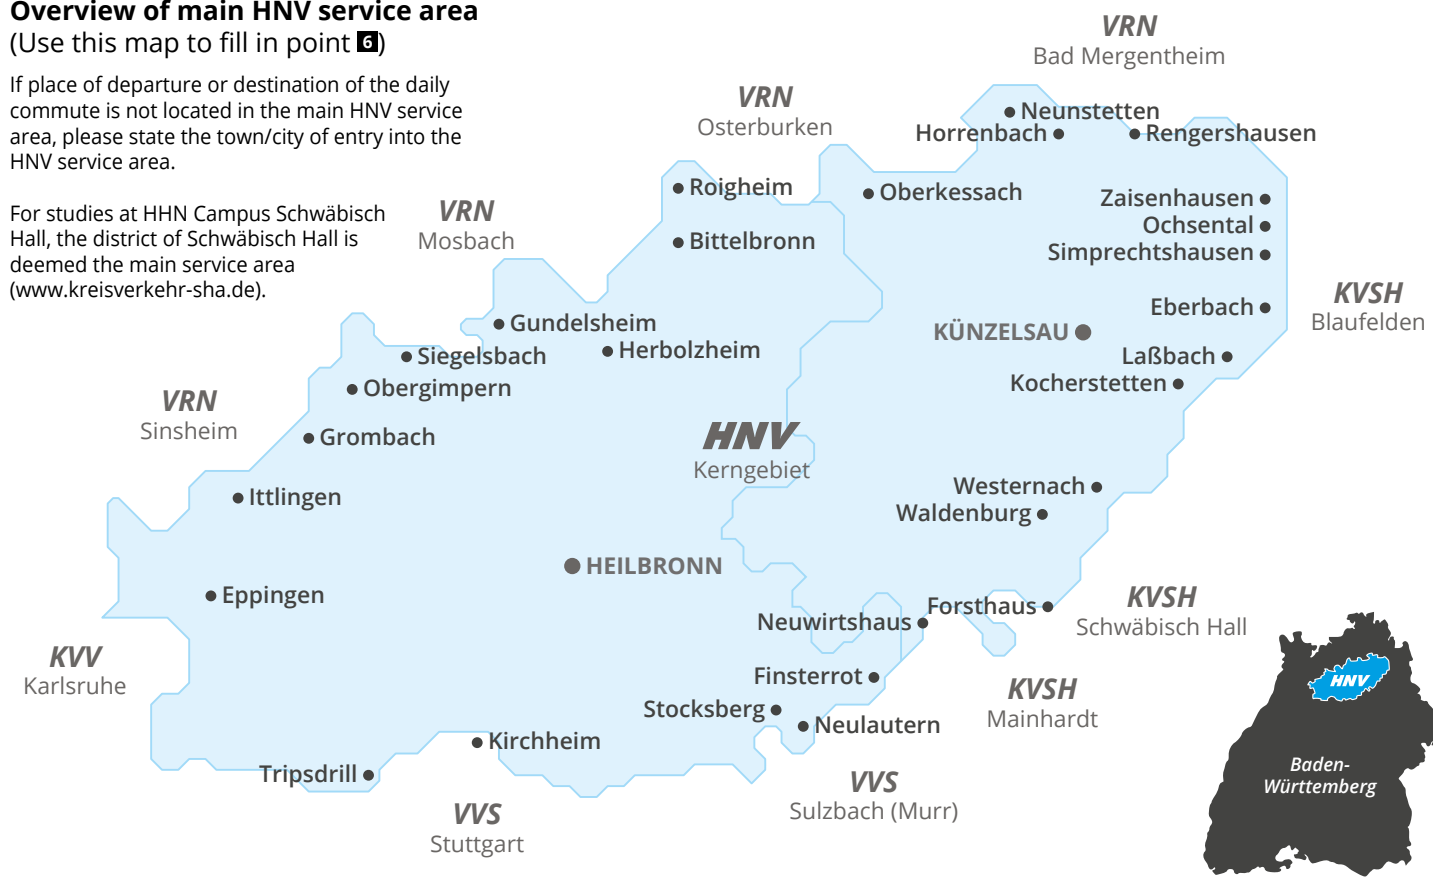 Overview of main HNV service area
(Use this map to fill in point 6)
If place of departure or destination of the daily
commute is not located in the main HNV service
area, please state the town/city of entry into the
HNV service area.
For studies at HHN Campus Schwäbisch
Hall, the district of Schwäbisch Hall is
deemed the main service area
(www.kreisverkehr-sha.de).
VRN
Bad Mergentheim
VRN
Osterburken
VRN
Mosbach
VRN
Sinsheim
KVV
Karlsruhe
VVS
Stuttgart
VVS
Sulzbach (Murr)
KVSH
Mainhardt
KVSH
Schwäbisch Hall
KVSH
Blaufelden
Neunstetten
Horrenbach
Rengershausen
Roigheim
Oberkessach
Zaisenhausen
Ochsental
Bittelbronn
Simprechtshausen
Eberbach
Gundelsheim
KÜNZELSAU
Siegelsbach
Herbolzheim
Laßbach
Obergimpern
Kocherstetten
Grombach
HNV
Kerngebiet
Ittlingen
Westernach
Waldenburg
HEILBRONN
Eppingen
Forsthaus
Neuwirtshaus
Finsterrot
Stocksberg
Neulautern
Kirchheim
Tripsdrill
HNV
Baden-
Württemberg